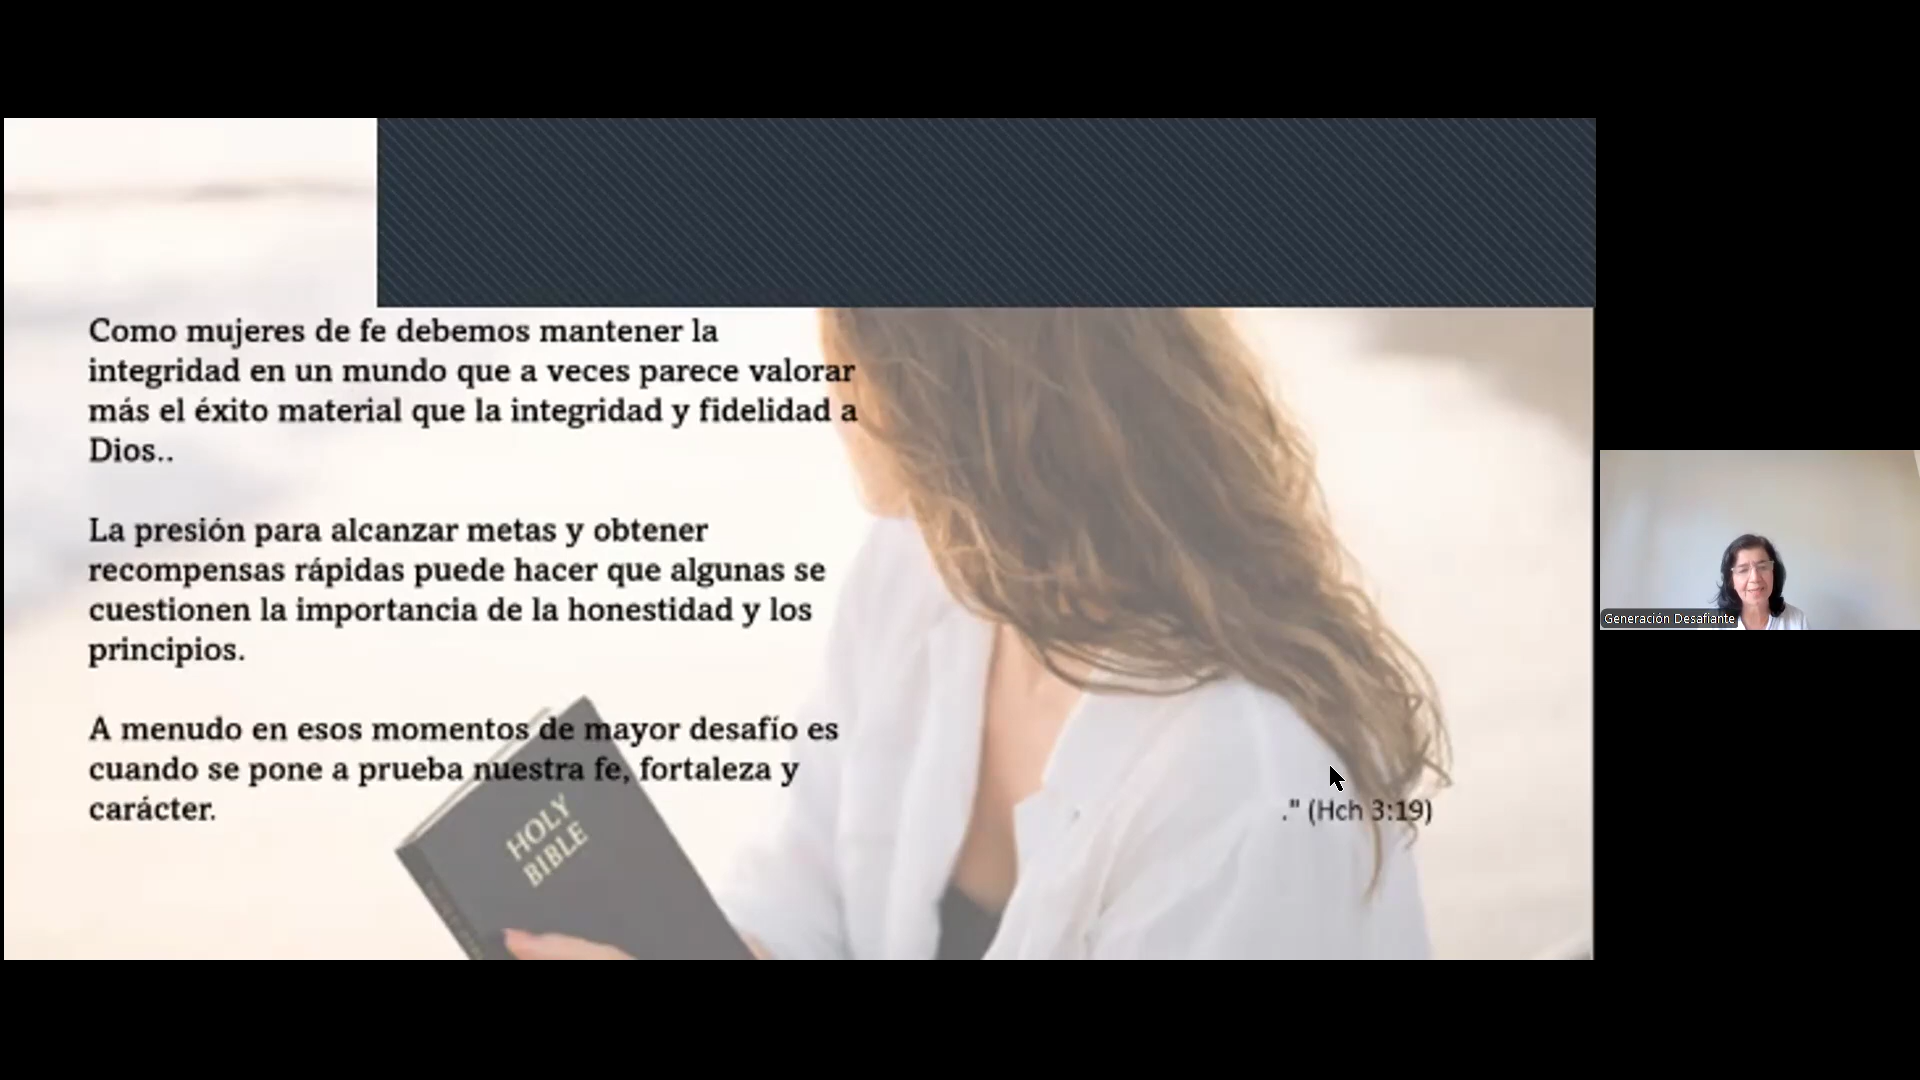 Como mujeres de fe debemos mantener la
integridad en un mundo que a veces parece valorar
más el éxito material que la integridad y fidelidad a
Dios..
La presión para alcanzar metas y obtener
recompensas rápidas puede hacer que algunas se
cuestionen la importancia de la honestidad y los
principios.
A menudo en esos momentos de mayor desafío es
cuando se pone a prueba nuestra fe, fortaleza y
carácter.
HOLY
BIBLE
." (Hch 3:19)
Generación Desafiante